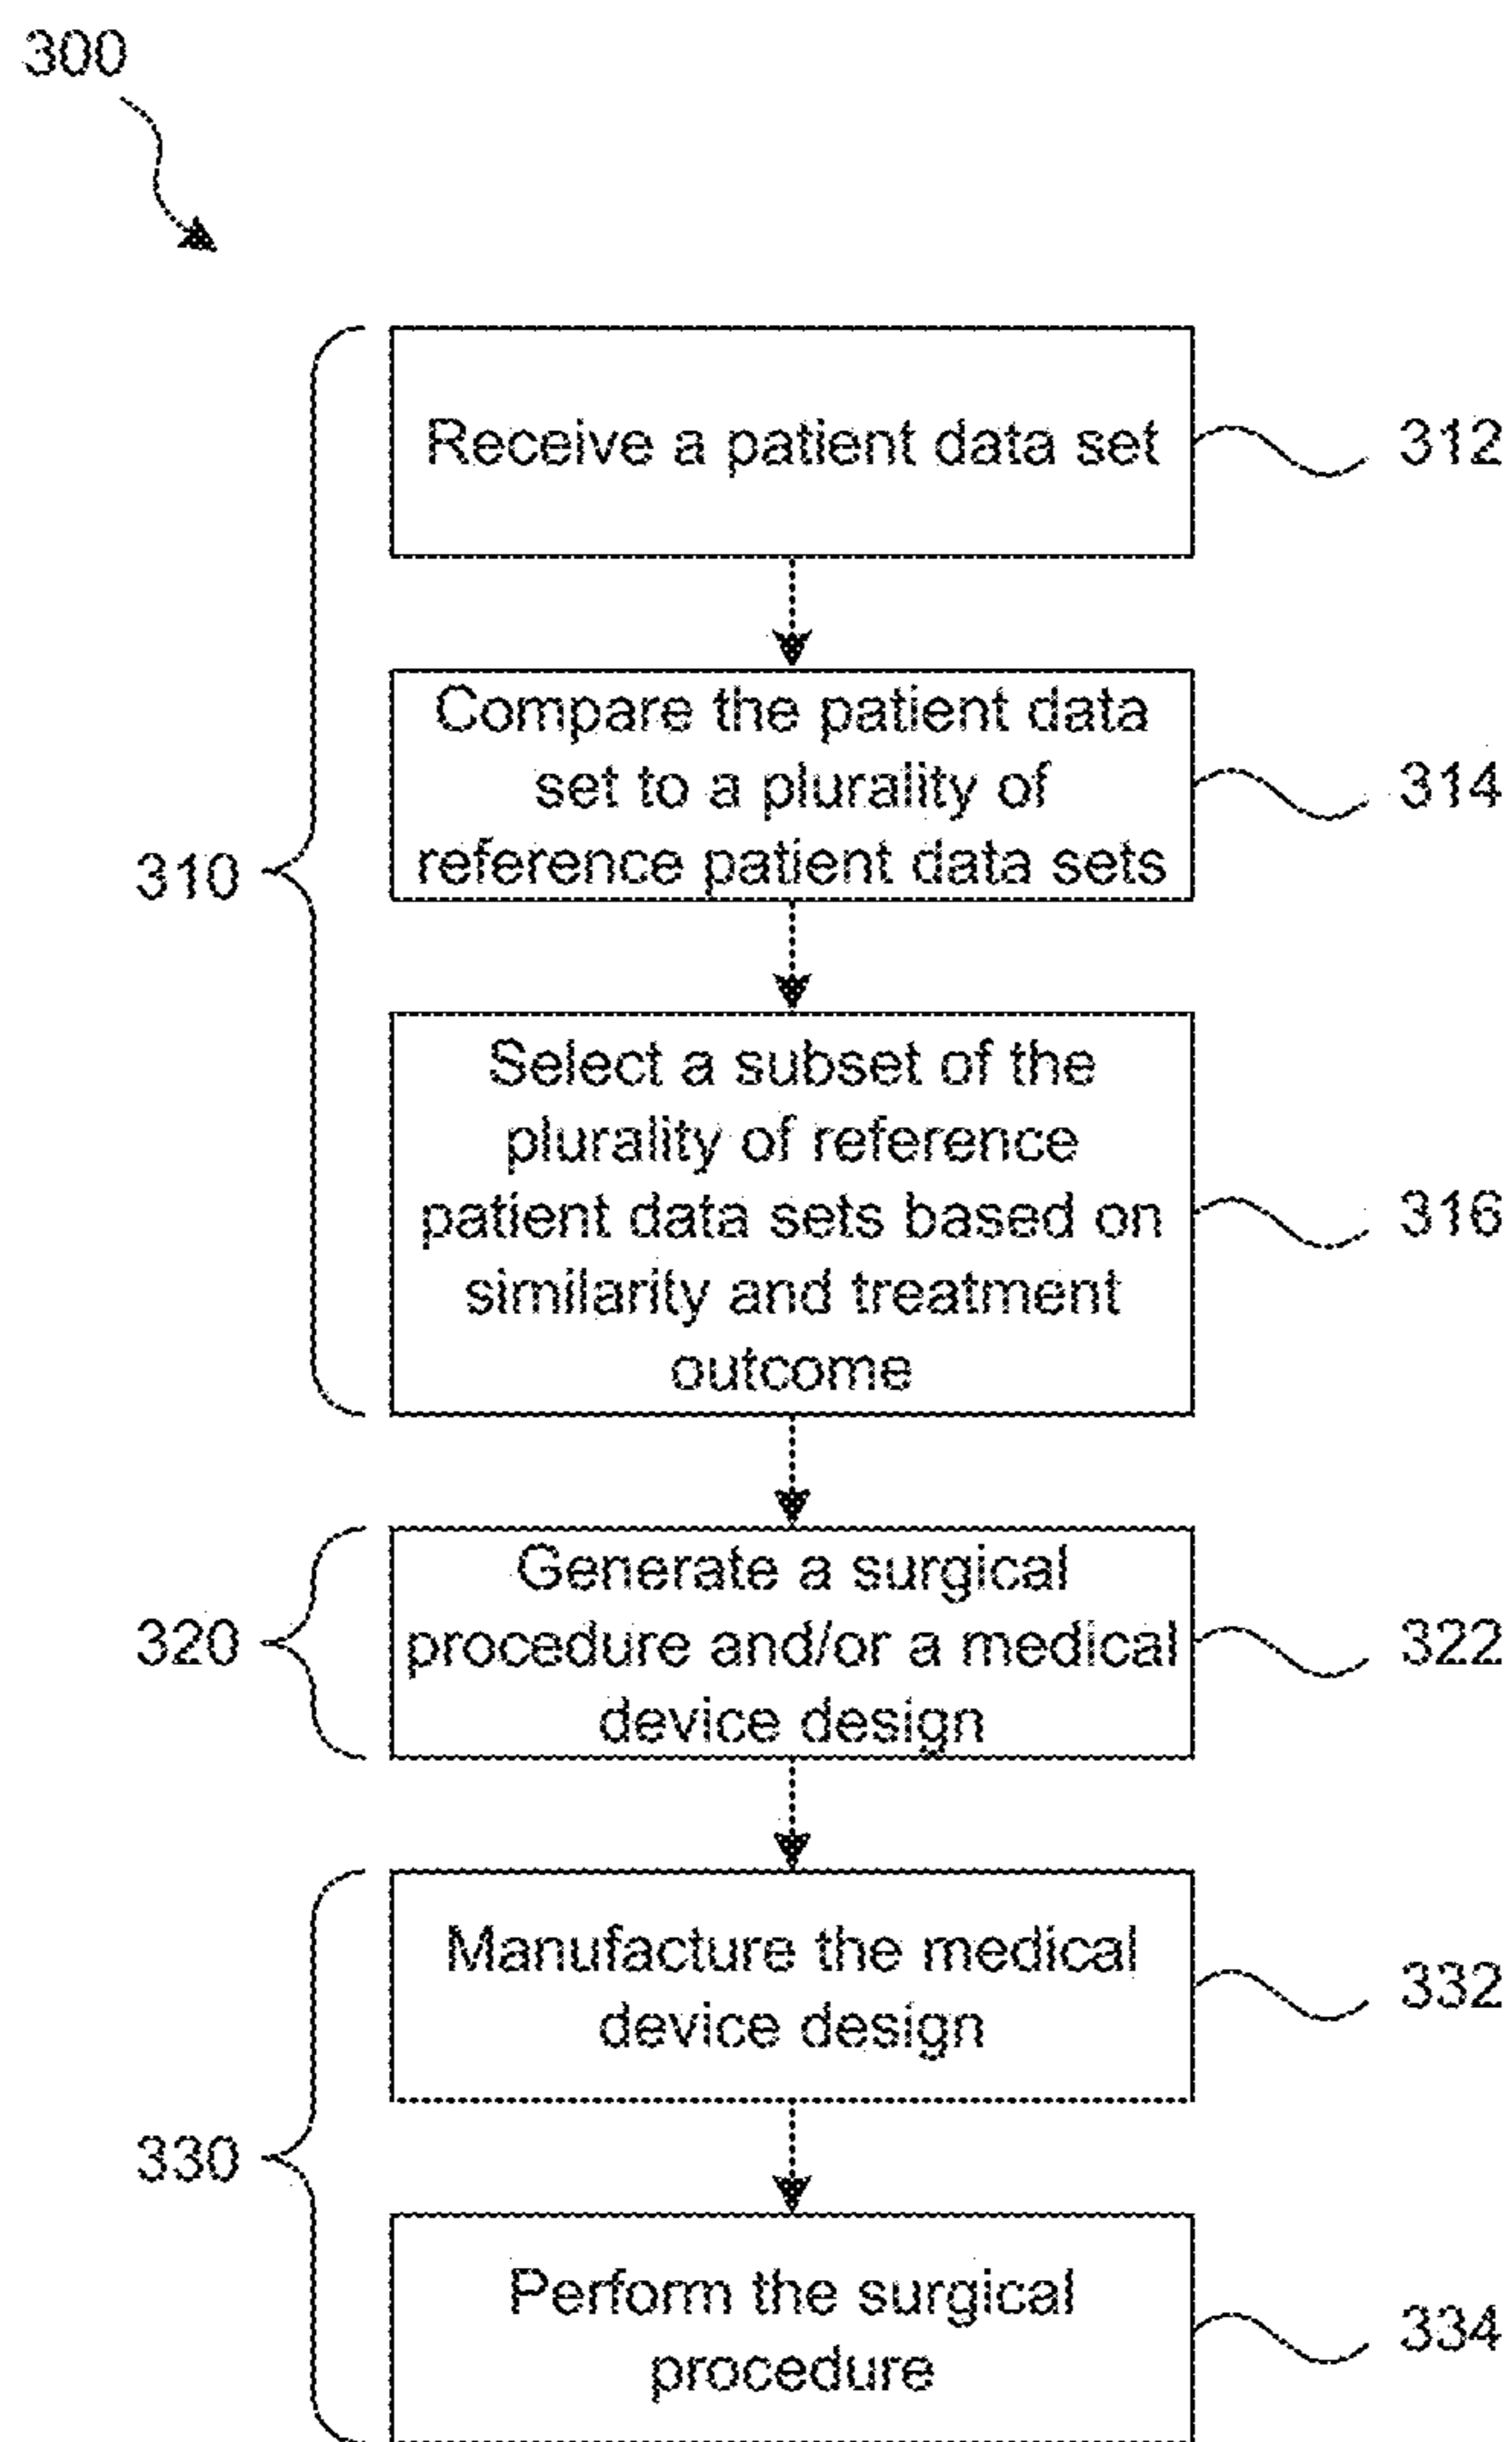 300
Receive a patient data set
312
Compare the patient data
set to a plurality of
reference patient data sets
314
310
Select a subset of the
plurality of reference
patient data sets based on
similarity and treatment
outcome
316
Generate a surgical
procedure and/or a medical
device design
320
322
Manufacture the medical
device design
332
330
Perform the surgical
procedure
334